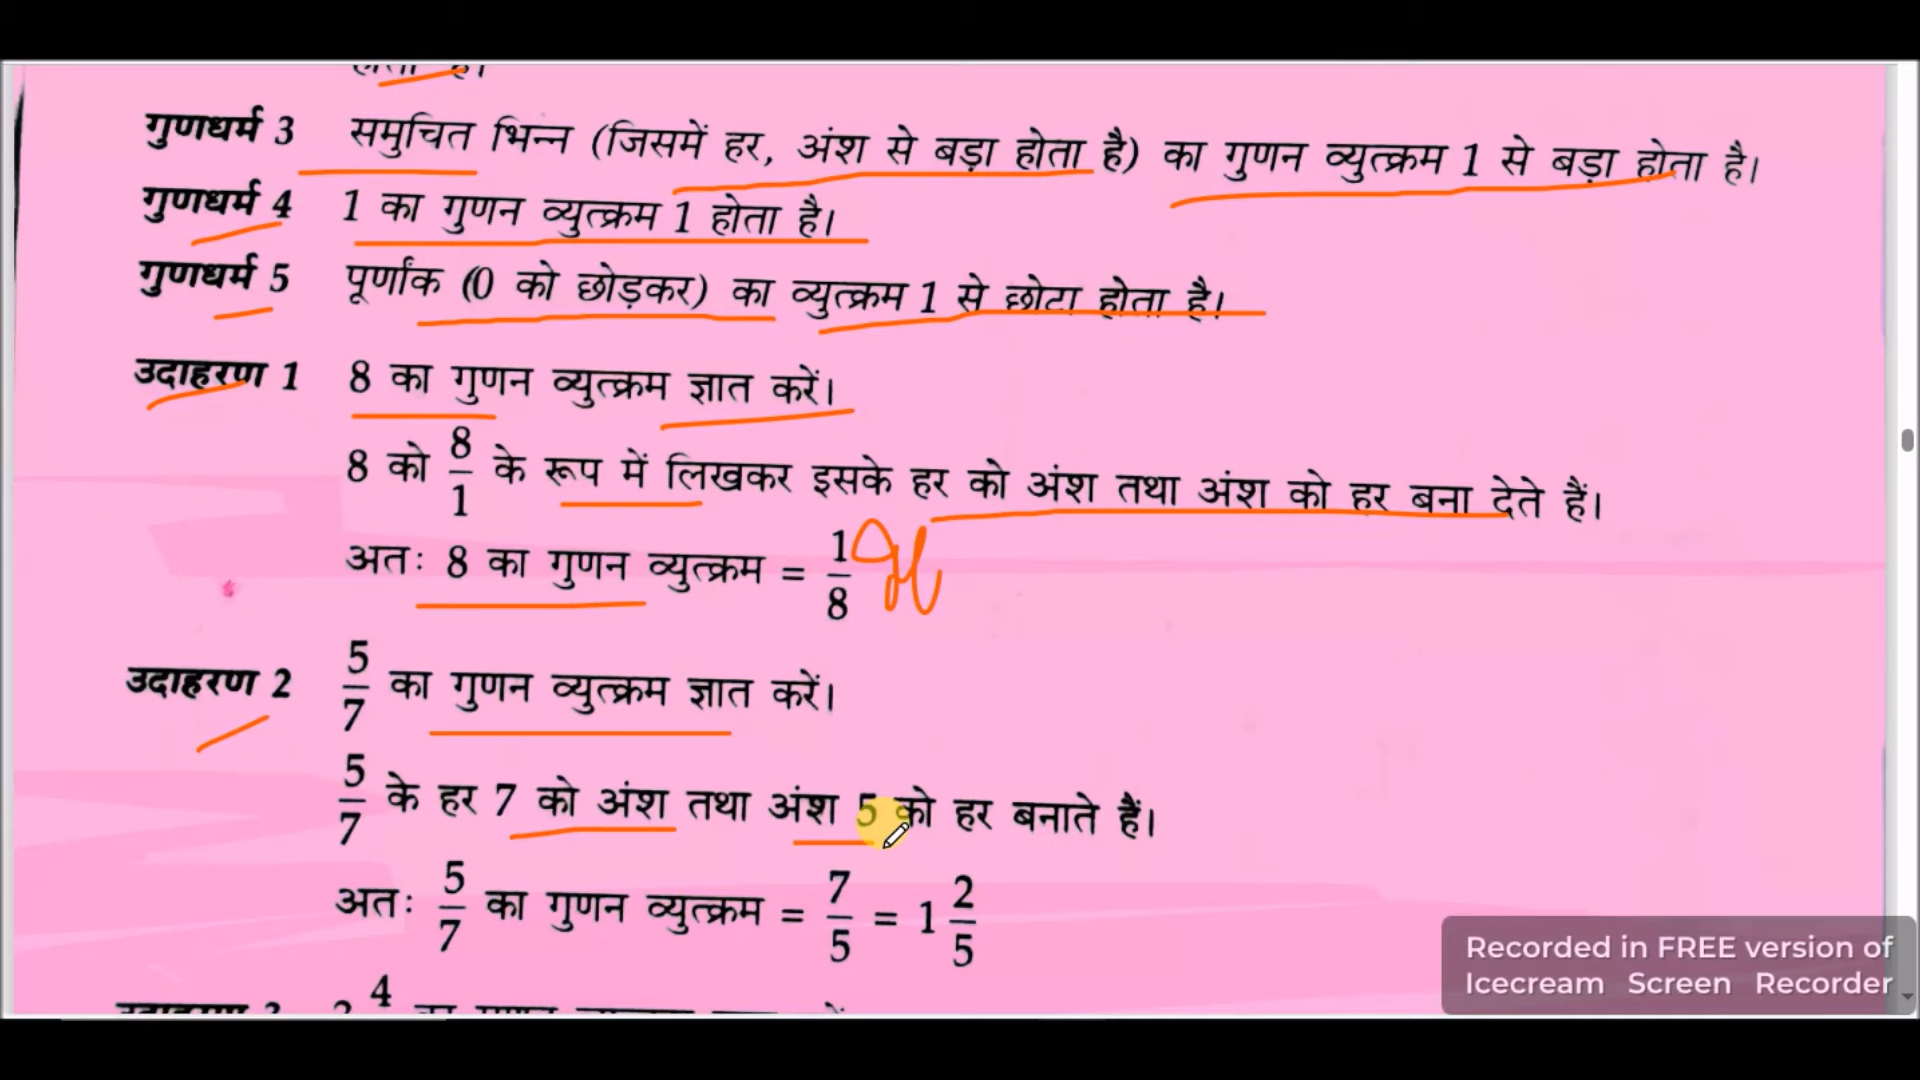 होता है।
गुणधर्म 3 समुचित भिन्न (जिसमें हर, अंश से बड़ा होता है) का गुणन व्युत्क्रम 1 से बड़ा होता है।
गुणधर्म 4 1 का गुणन व्युत्क्रम 1 होता है।
गुणधर्म 5 पूर्णांक (0 को छोड़कर) का व्युत्क्रम 1 से छोटा होता है।
उदाहरण 1 8 का गुणन व्युत्क्रम ज्ञात करें।
8 को 8/1 के रूप में लिखकर इसके हर को अंश तथा अंश को हर बना देते हैं।
अतः 8 का गुणन व्युत्क्रम = 1/8
उदाहरण 2 5/7 का गुणन व्युत्क्रम ज्ञात करें।
5/7 के हर 7 को अंश तथा अंश 5 को हर बनाते हैं।
अतः 5/7 का गुणन व्युत्क्रम = 7/5 = 1 2/5
Recorded in FREE version of
Icecream Screen Recorder